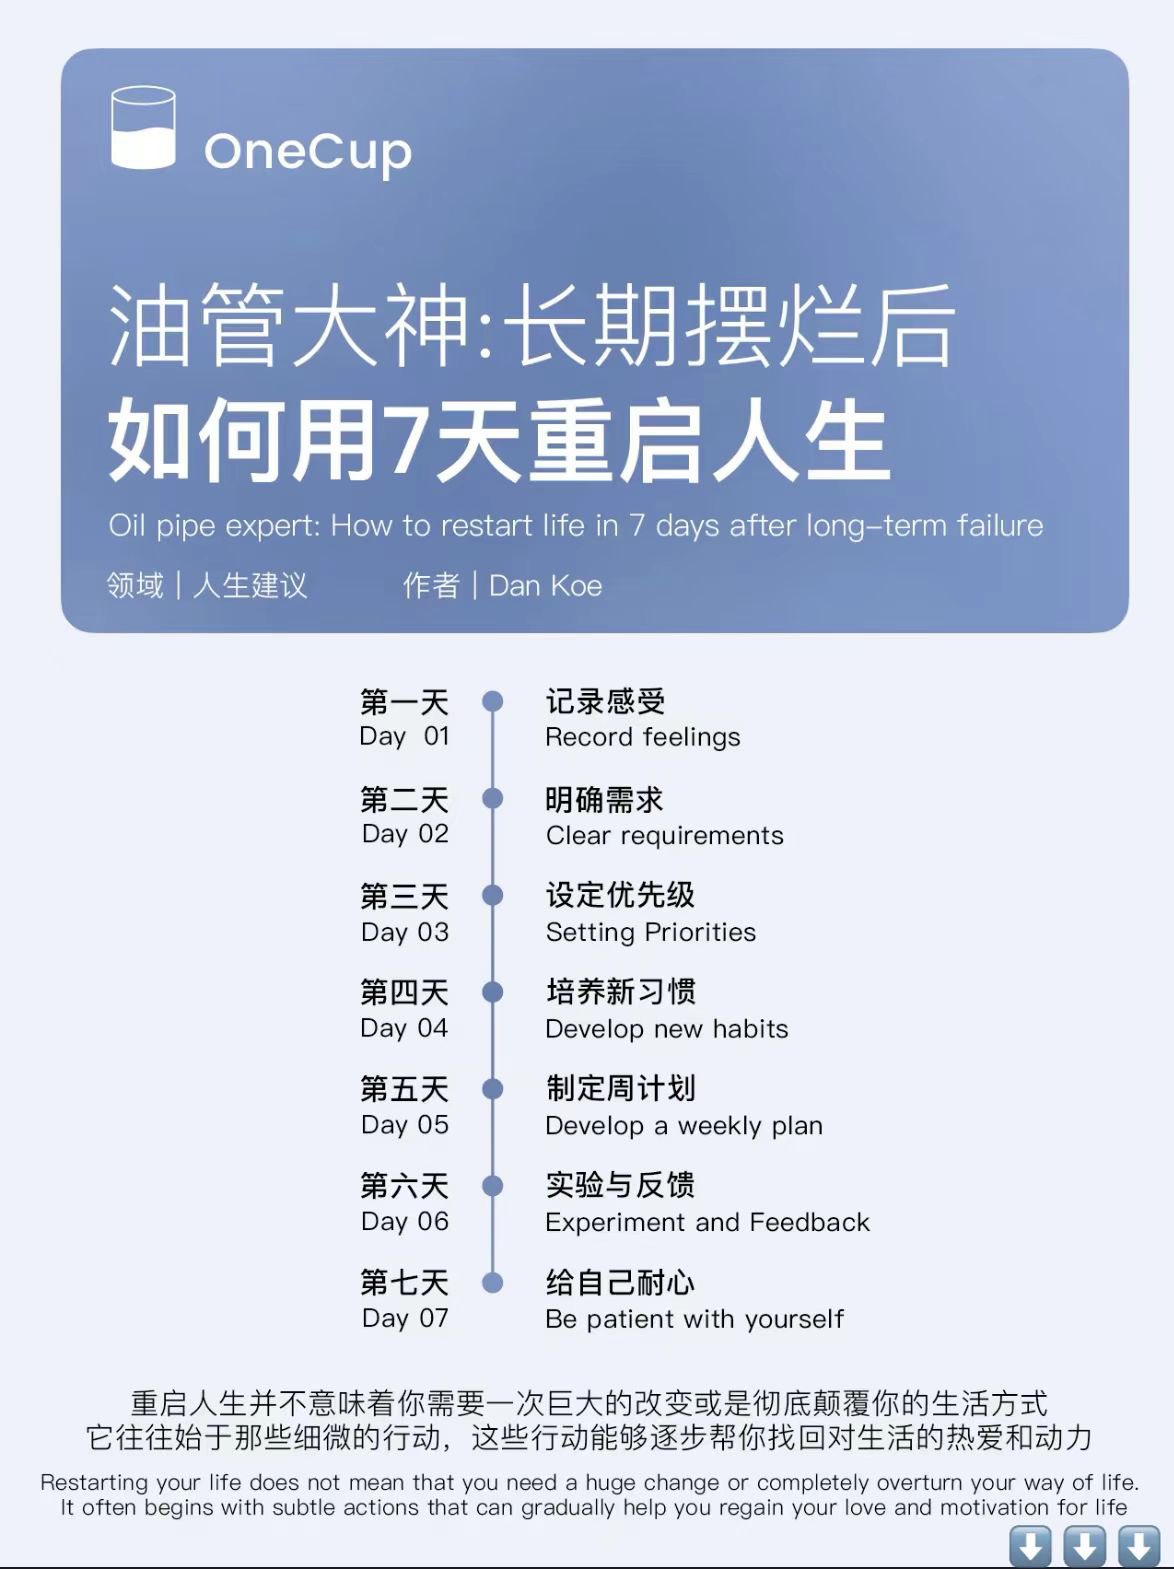 OneCup
油管大神:长期摆烂后
如何用7天重启人生
Oil pipe expert: How to restart life in 7 days after long-term failure
领域 | 人生建议 作者 | Dan Koe
第一天 记录感受
Day 01 Record feelings
第二天 明确需求
Day 02 Clear requirements
第三天 设定优先级
Day 03 Setting Priorities
第四天 培养新习惯
Day 04 Develop new habits
第五天 制定周计划
Day 05 Develop a weekly plan
第六天 实验与反馈
Day 06 Experiment and Feedback
第七天 给自己耐心
Day 07 Be patient with yourself
重启人生并不意味着你需要一次巨大的改变或是彻底颠覆你的生活方式
它往往始于那些细微的行动，这些行动能够逐步帮你找回对生活的热爱和动力
Restarting your life does not mean that you need a huge change or completely overturn your way of life.
It often begins with subtle actions that can gradually help you regain your love and motivation for life